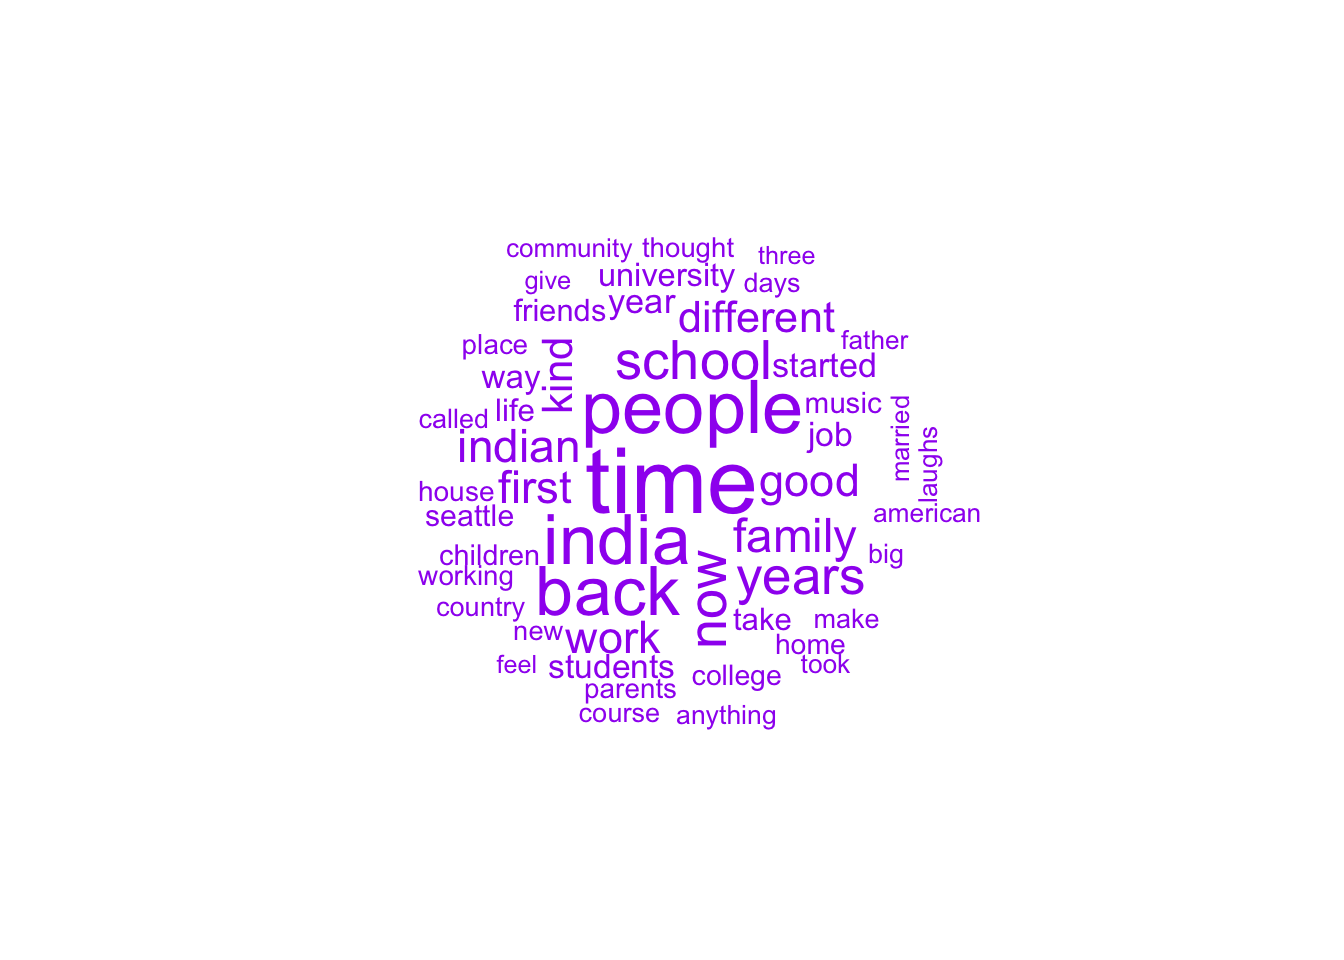 community thought three
give university days
friends year different
place kind school father
way started
called life people music married
indian job laughs
house first time good
seattle american
children india family big
working back now years
country take make
new work home
feel students college took
parents
course anything